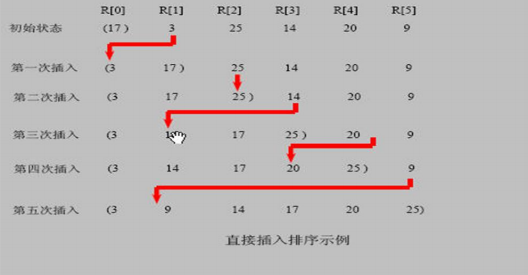 R[0] R[1] R[2] R[3] R[4] R[5]
初始状态 (17) 3 25 14 20 9
第一次插入 (3 17) 25 14 20 9
第二次插入 (3 17 25) 14 20 9
第三次插入 (3 17 25) 20 9
第四次插入 (3 14 17 20 25) 9
第五次插入 (3 9 14 17 20 25)
直接插入排序示例